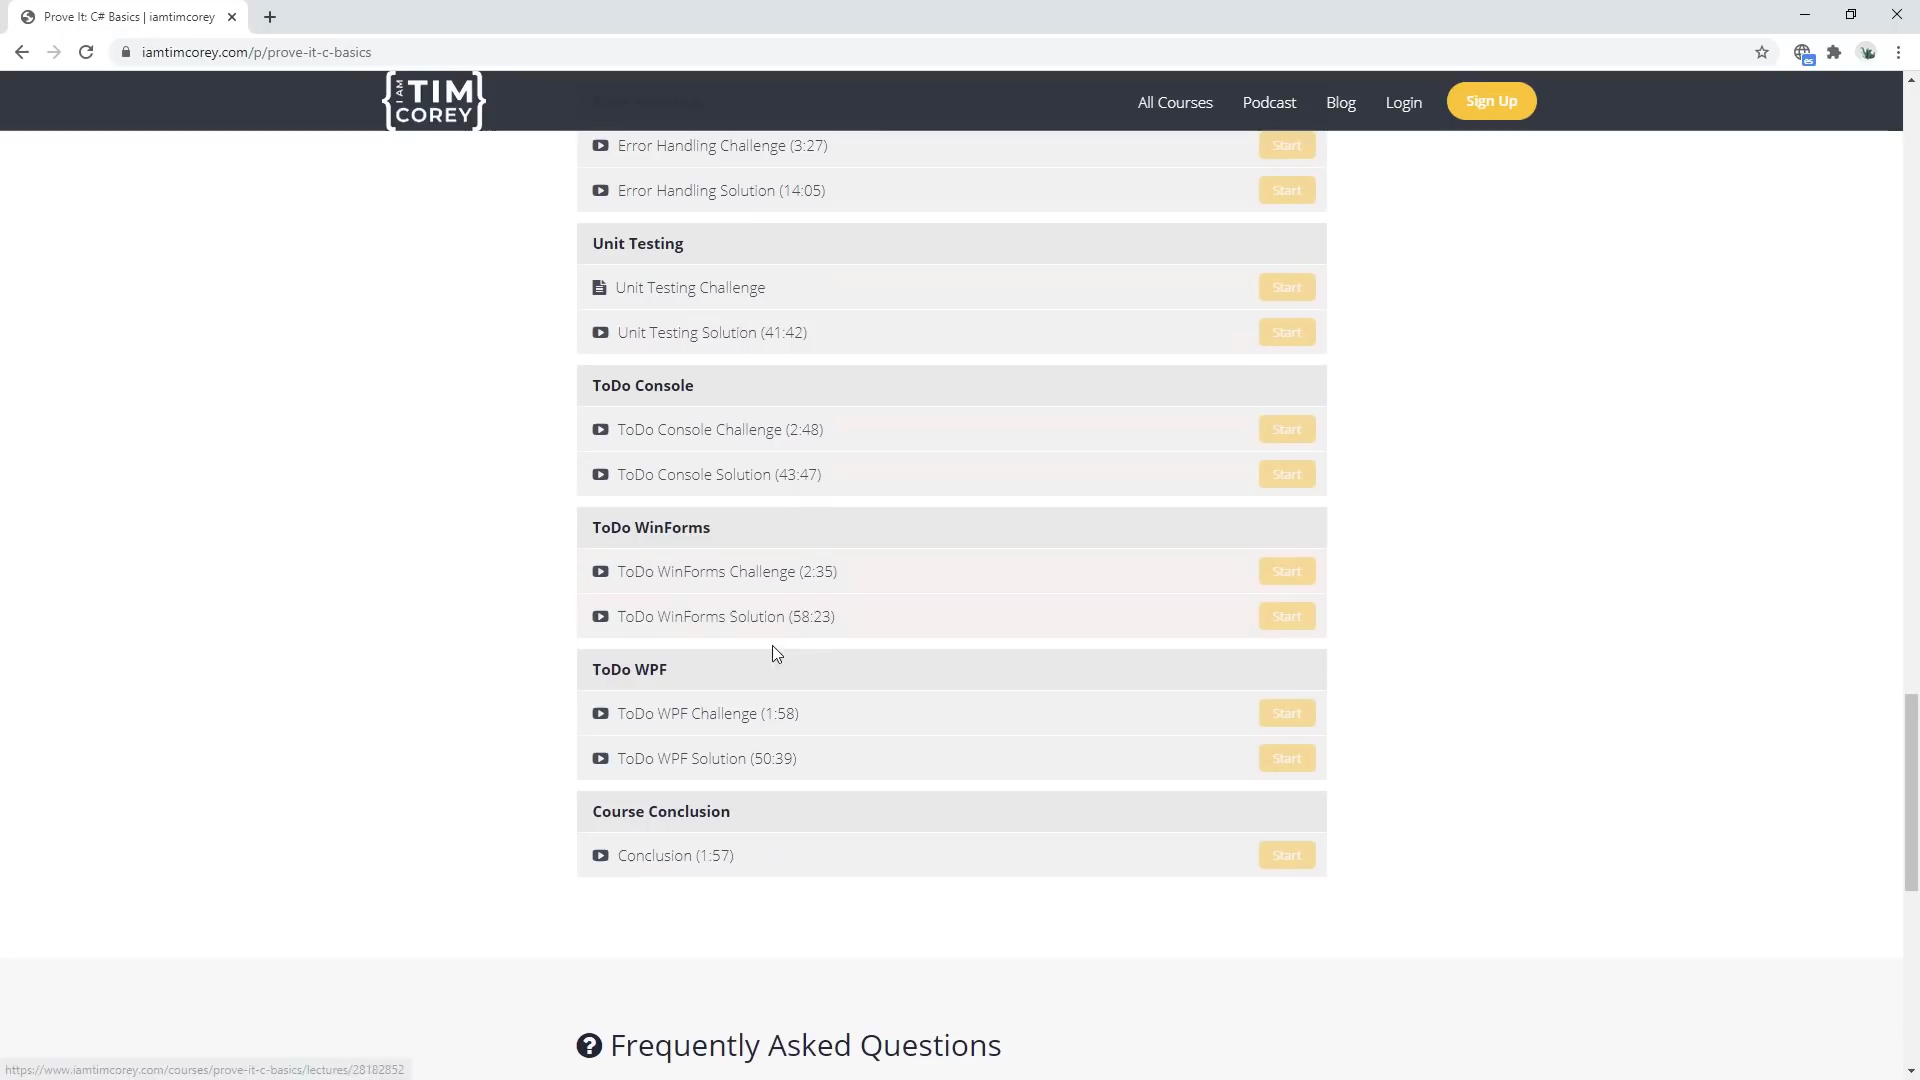 Prove It: C# Basics | iamtimcorey
iamtimcorey.com/p/prove-it-c-basics
es
I AM TIM COREY
All Courses
Podcast
Blog
Login
Sign Up
Error Handling Challenge (3:27)
Start
Error Handling Solution (14:05)
Start
Unit Testing
Unit Testing Challenge
Start
Unit Testing Solution (41:42)
Start
ToDo Console
ToDo Console Challenge (2:48)
Start
ToDo Console Solution (43:47)
Start
ToDo WinForms
ToDo WinForms Challenge (2:35)
Start
ToDo WinForms Solution (58:23)
Start
ToDo WPF
ToDo WPF Challenge (1:58)
Start
ToDo WPF Solution (50:39)
Start
Course Conclusion
Conclusion (1:57)
Start
Frequently Asked Questions
https://www.iamtimcorey.com/courses/prove-it-c-basics/lectures/28182852